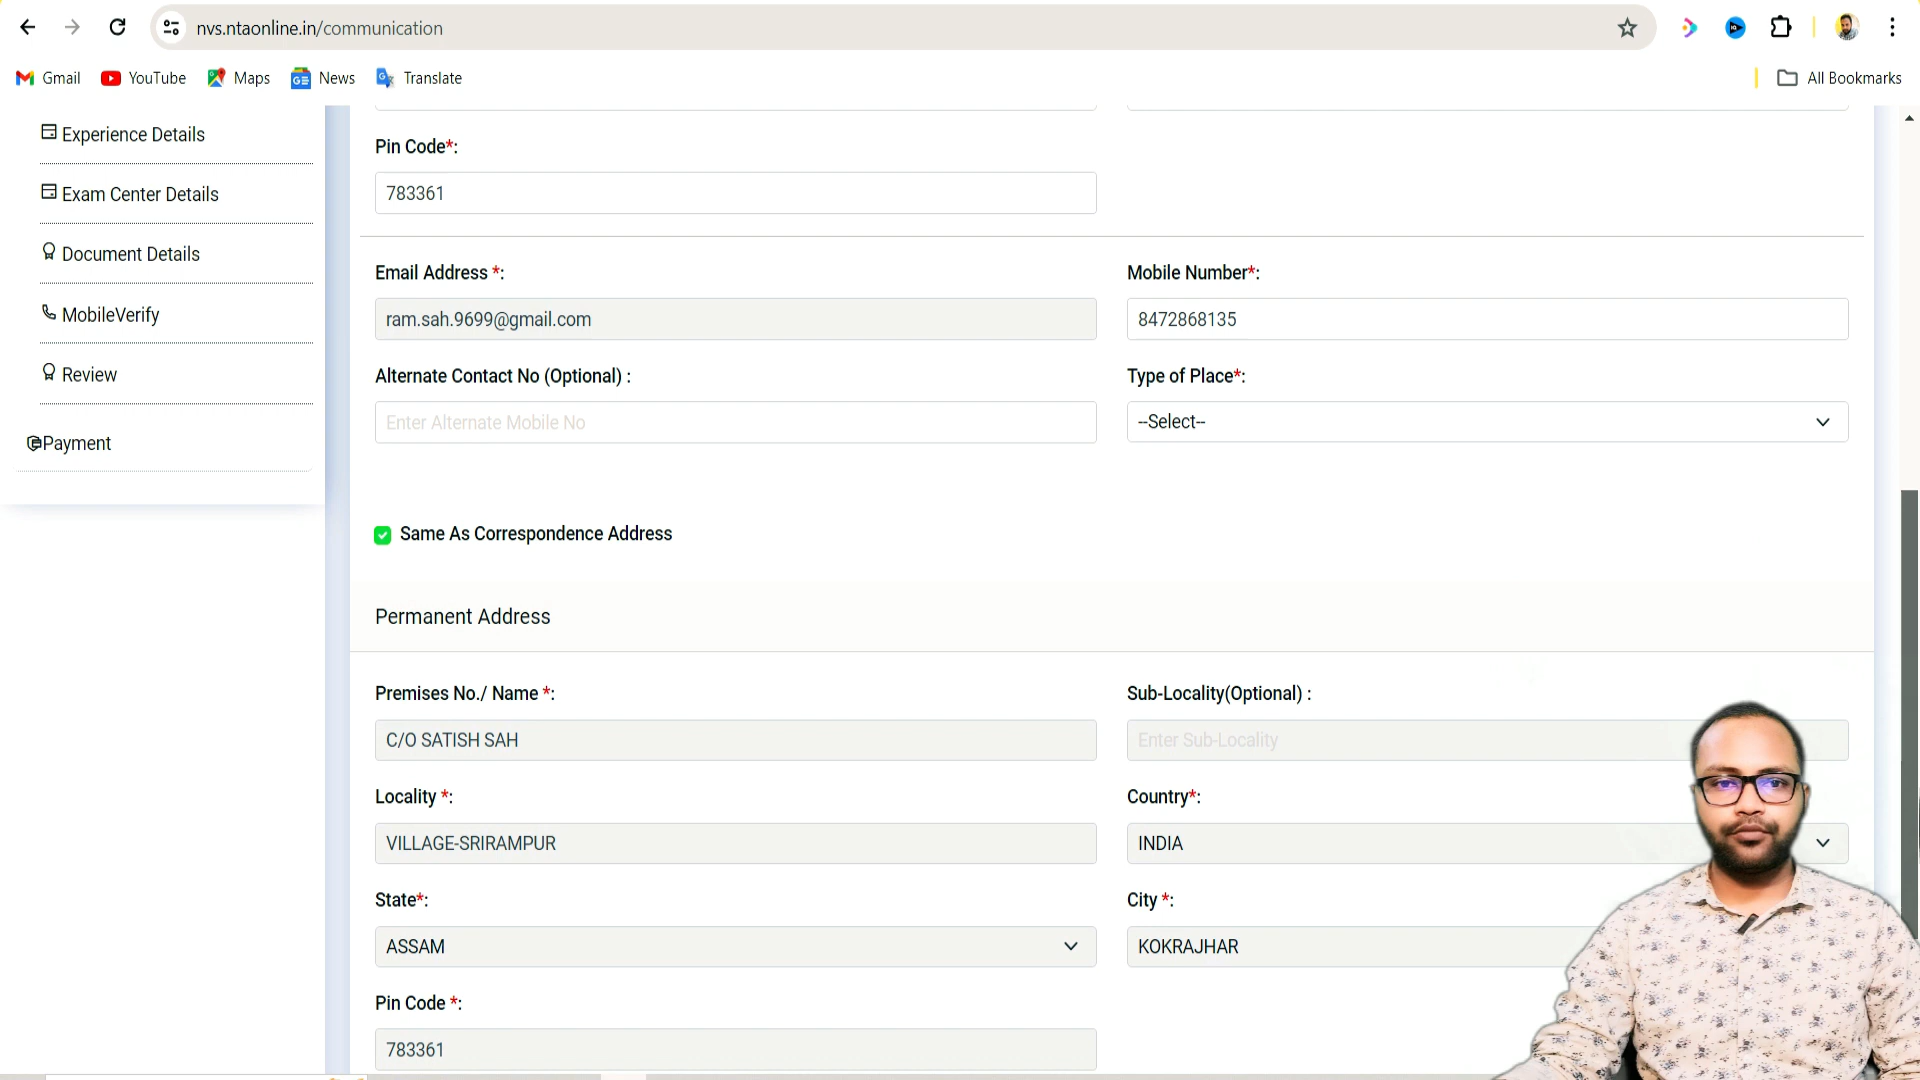 nvs.ntaonline.in/communication
Gmail YouTube Maps News Translate All Bookmarks
Experience Details
Exam Center Details
Document Details
MobileVerify
Review
Payment
Pin Code*:
783361
Email Address *: Mobile Number*:
ram.sah.9699@gmail.com 8472868135
Alternate Contact No (Optional) : Type of Place*:
Enter Alternate Mobile No --Select--
Same As Correspondence Address
Permanent Address
Premises No./ Name *: Sub-Locality(Optional) :
C/O SATISH SAH Enter Sub-Locality
Locality *: Country*:
VILLAGE-SRIRAMPUR INDIA
State*: City *:
ASSAM KOKRAJHAR
Pin Code *:
783361